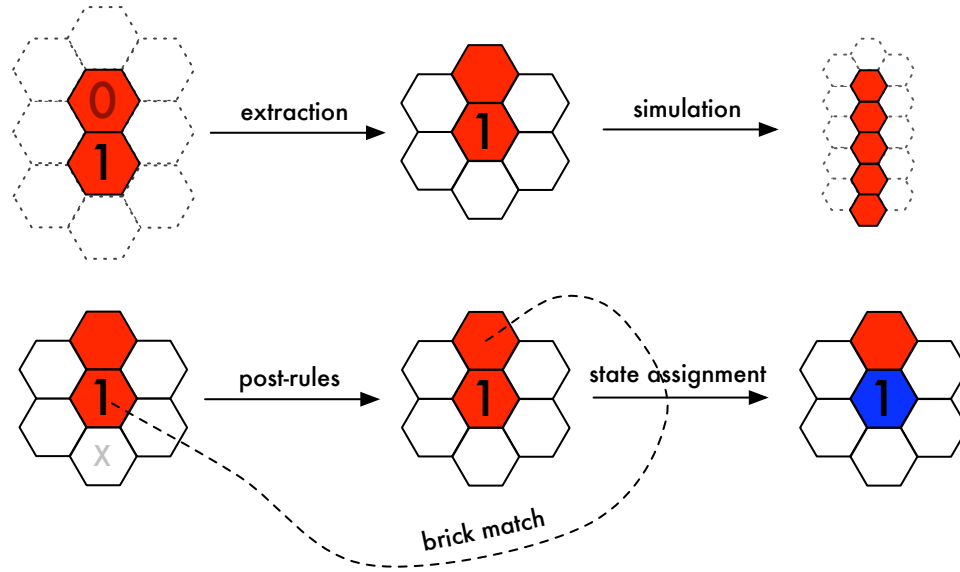 0
1
extraction
1
simulation
1
x
post-rules
1
state assignment
1
brick match